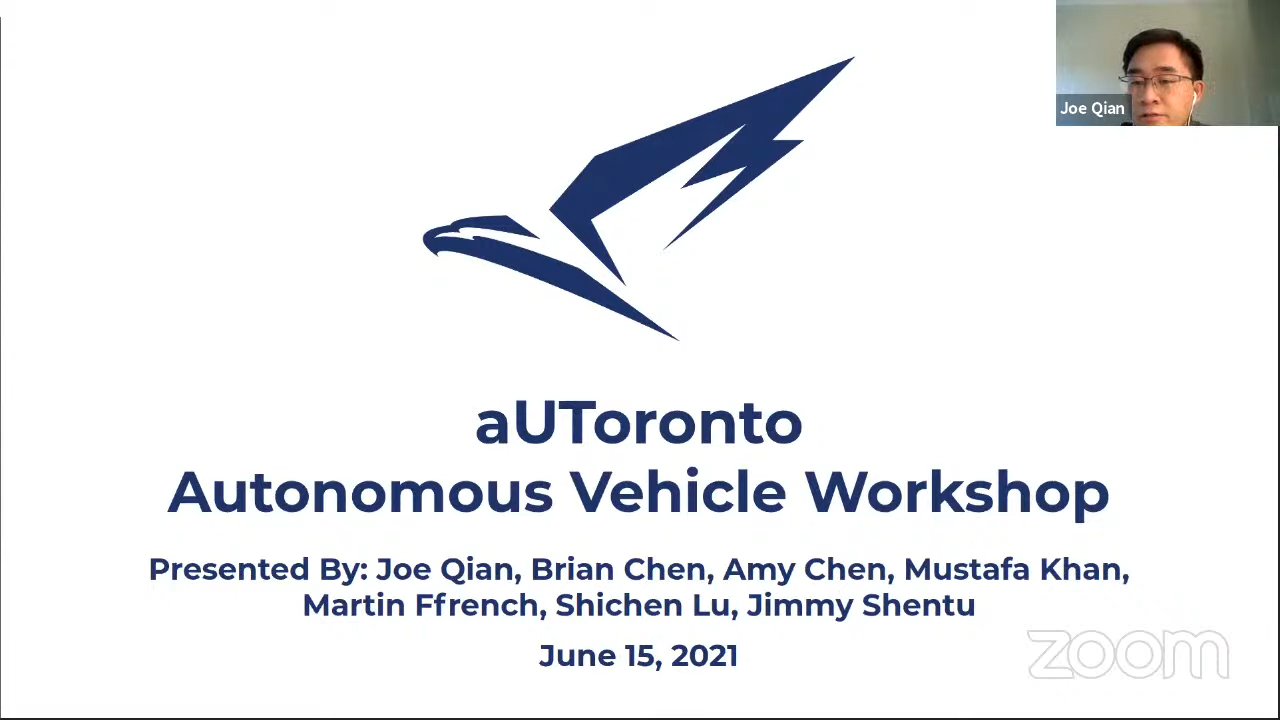 Joe Qian
aUToronto
Autonomous Vehicle Workshop
Presented By: Joe Qian, Brian Chen, Amy Chen, Mustafa Khan,
Martin Ffrench, Shichen Lu, Jimmy Shentu
June 15, 2021
zoom